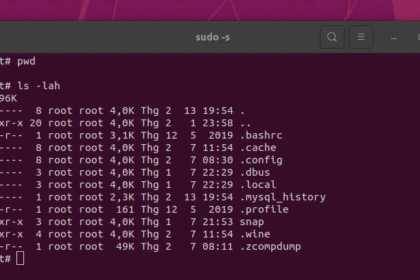 sudo -s
t# pwd
t# ls -lah
96K
---- 8 root root 4,0K Thg 2 13 19:54 .
xr-x 20 root root 4,0K Thg 2 1 23:58 ..
-r-- 1 root root 3,1K Thg 12 5 2019 .bashrc
---- 8 root root 4,0K Thg 2 7 11:54 .cache
xr-x 6 root root 4,0K Thg 2 7 08:30 .config
---- 3 root root 4,0K Thg 1 7 22:29 .dbus
---- 3 root root 4,0K Thg 1 7 22:29 .local
---- 1 root root 2,3K Thg 2 13 19:54 .mysql_history
-r-- 1 root root 161 Thg 12 5 2019 .profile
xr-x 3 root root 4,0K Thg 1 7 21:53 snap
xr-x 4 root root 4,0K Thg 2 7 11:54 .wine
-r-- 1 root root 49K Thg 2 7 08:11 .zcompdump
t#